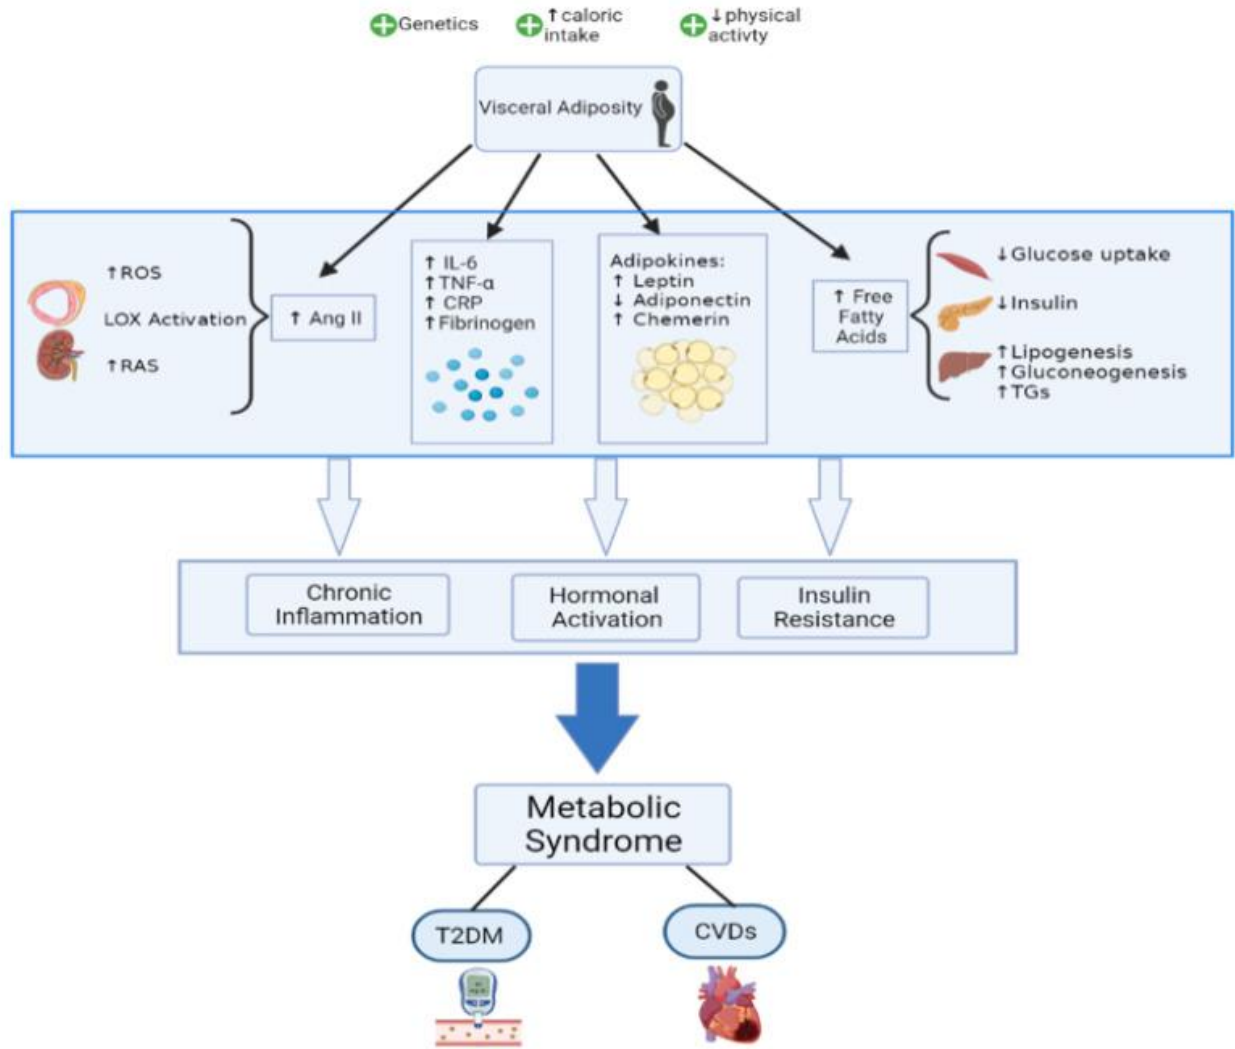 Genetics
↑caloric
intake
↓physical
activty
Visceral Adiposity
↑ROS
LOX Activation
↑RAS
↑ Ang II
↑ IL-6
↑TNF-α
↑ CRP
↑Fibrinogen
Adipokines:
↑ Leptin
↓ Adiponectin
↑ Chemerin
↑ Free
Fatty
Acids
↓Glucose uptake
↓Insulin
↑Lipogenesis
↑Gluconeogenesis
↑TGs
Chronic
Inflammation
Hormonal
Activation
Insulin
Resistance
Metabolic
Syndrome
T2DM
CVDs